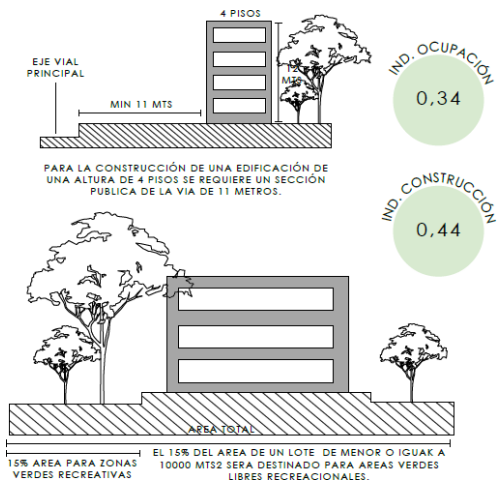 4 PISOS
EJE VIAL
PRINCIPAL
12
MTS
MIN 11 MTS
PARA LA CONSTRUCCIÓN DE UNA EDIFICACIÓN DE
UNA ALTURA DE 4 PISOS SE REQUIERE UN SECCIÓN
PUBLICA DE LA VIA DE 11 METROS.
IND. OCUPACIÓN
0,34
IND. CONSTRUCCIÓN
0,44
AREA TOTAL
15% AREA PARA ZONAS
VERDES RECREATIVAS
EL 15% DEL AREA DE UN LOTE DE MENOR O IGUAK A
10000 MTS2 SERA DESTINADO PARA AREAS VERDES
LIBRES RECREACIONALES.